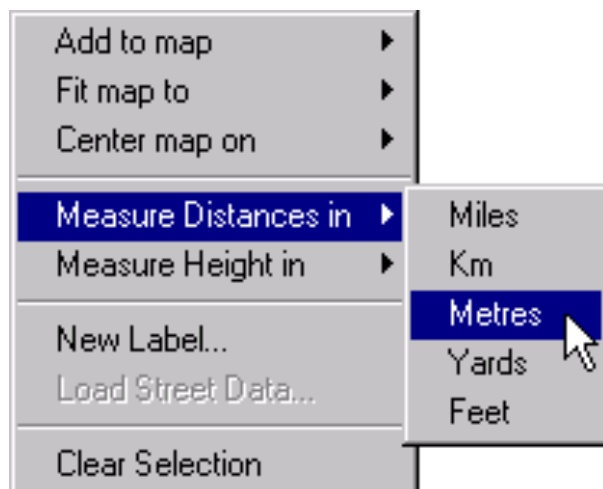 Add to map
Fit map to
Center map on
Measure Distances in
Measure Height in
New Label...
Load Street Data...
Clear Selection
Miles
Km
Metres
Yards
Feet